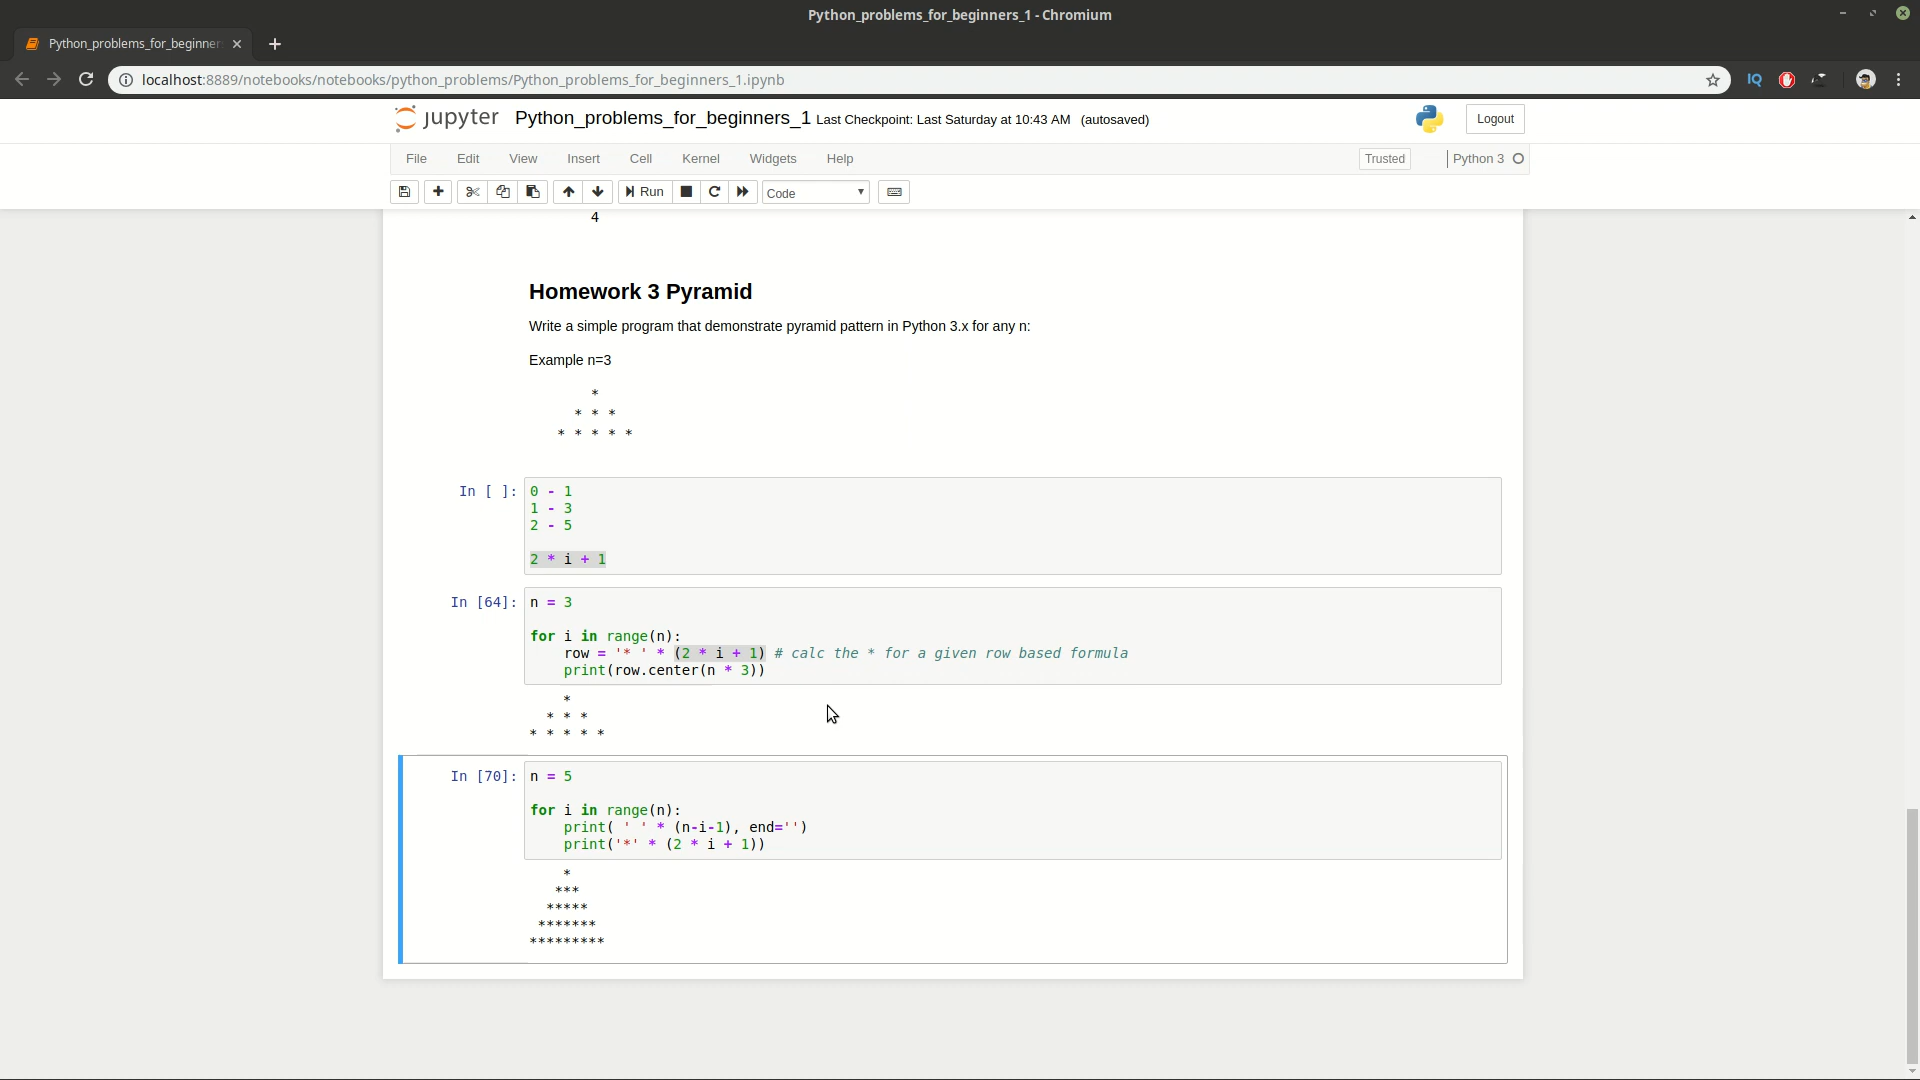 Python_problems_for_beginners_1 - Chromium
Python_problems_for_beginner
localhost:8889/notebooks/notebooks/python_problems/Python_problems_for_beginners_1.ipynb
IQ
jupyter Python_problems_for_beginners_1 Last Checkpoint: Last Saturday at 10:43 AM (autosaved)
Logout
File Edit View Insert Cell Kernel Widgets Help
Trusted Python 3
Run Code
4
Homework 3 Pyramid
Write a simple program that demonstrate pyramid pattern in Python 3.x for any n:
Example n=3
*
* * *
* * * * *
In [ ]: 0 - 1
1 - 3
2 - 5
2 * i + 1
In [64]: n = 3
for i in range(n):
row = '* ' * (2 * i + 1) # calc the * for a given row based formula
print(row.center(n * 3))
*
* * *
* * * * *
In [70]: n = 5
for i in range(n):
print( ' ' * (n-i-1), end='')
print('*' * (2 * i + 1))
*
***
*****
*******
*********